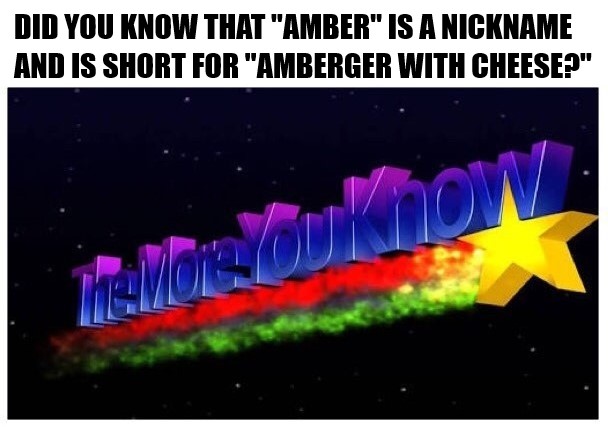 DID YOU KNOW THAT "AMBER" IS A NICKNAME
AND IS SHORT FOR "AMBERGER WITH CHEESE?"
The More You Know